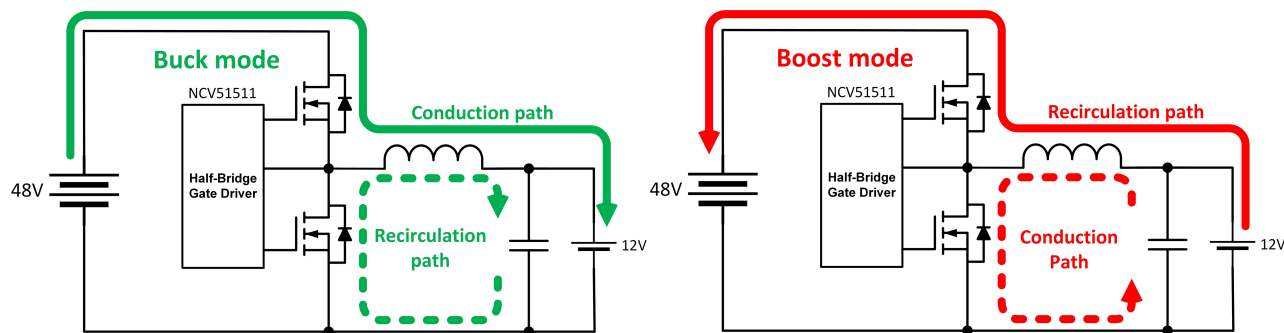 Buck mode
NCV51511
Conduction path
48V
Half-Bridge
Gate Driver
Recirculation
path
12V
Boost mode
NCV51511
Recirculation path
48V
Half-Bridge
Gate Driver
Conduction
Path
12V